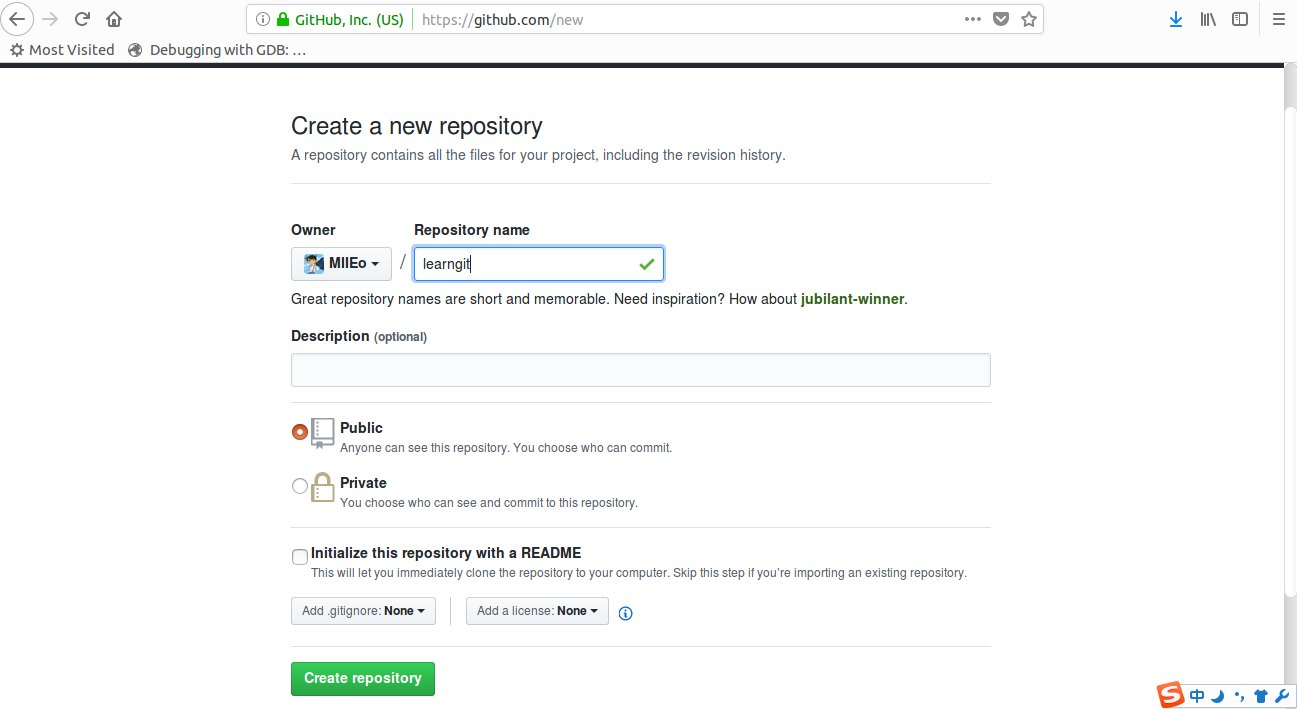 GitHub, Inc. (US) https://github.com/new
Most Visited Debugging with GDB: …
Create a new repository
A repository contains all the files for your project, including the revision history.
Owner Repository name
MIlEo / learngit
Great repository names are short and memorable. Need inspiration? How about jubilant-winner.
Description (optional)
Public
Anyone can see this repository. You choose who can commit.
Private
You choose who can see and commit to this repository.
Initialize this repository with a README
This will let you immediately clone the repository to your computer. Skip this step if you're importing an existing repository.
Add .gitignore: None Add a license: None
Create repository
S 中